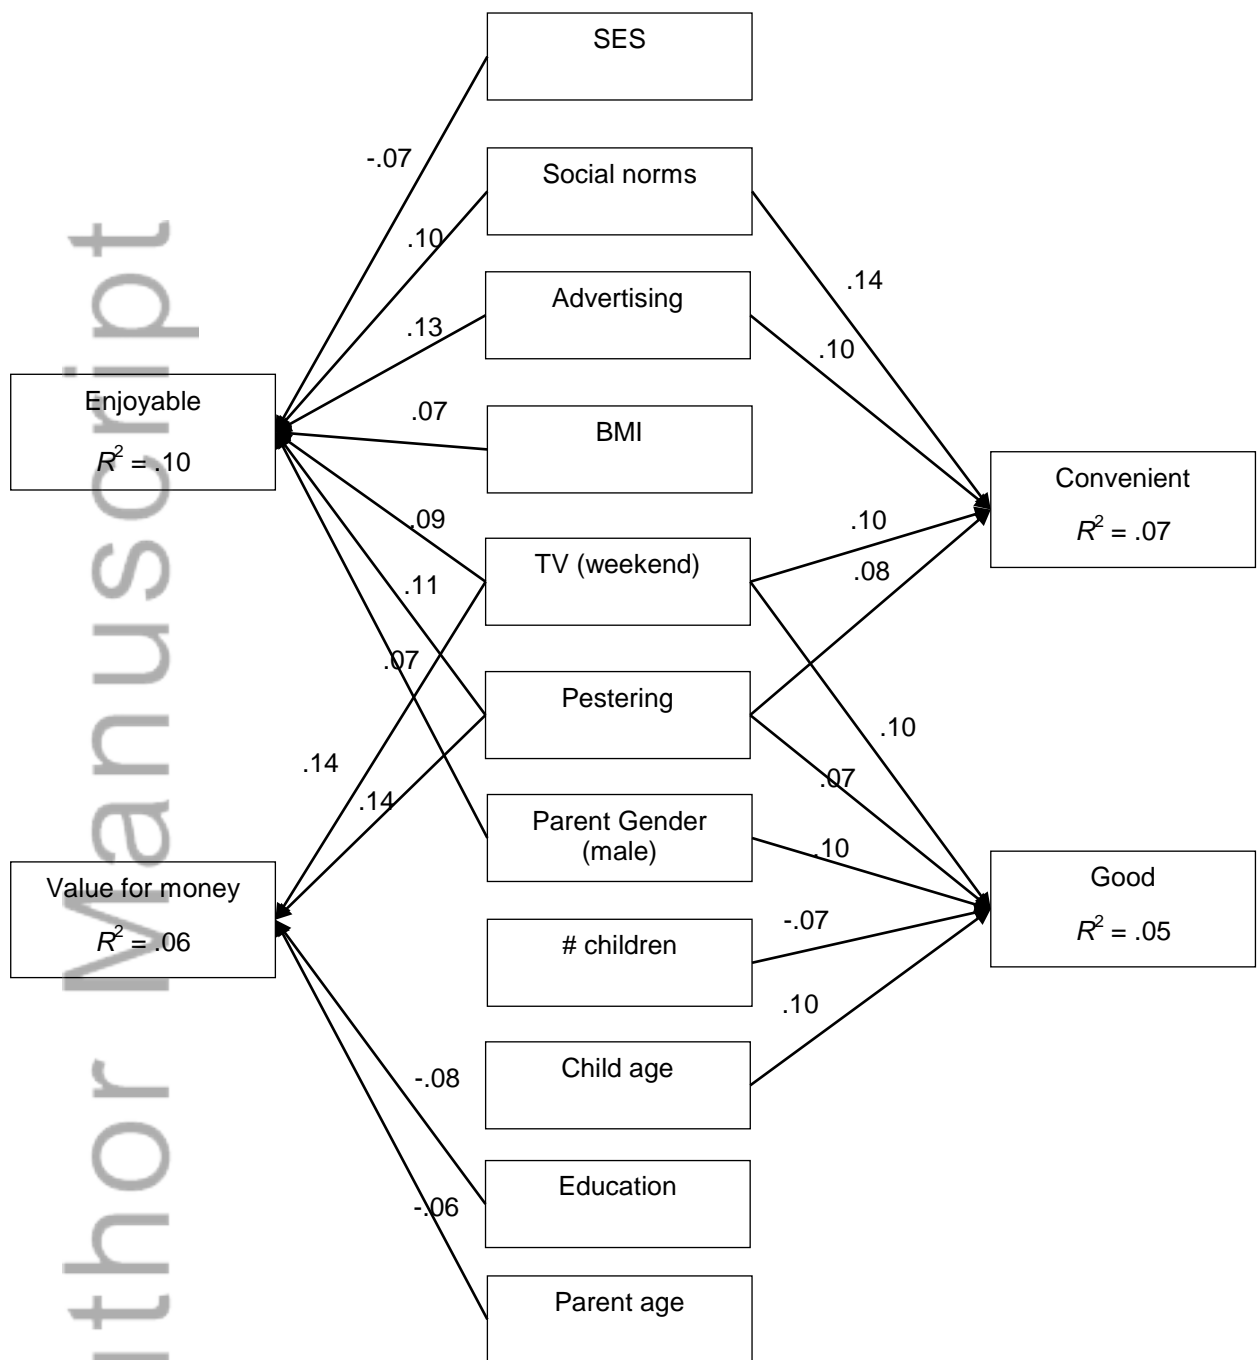 SES
-.07
Social norms
.10
.14
Advertising
.13
.10
Enjoyable
R² = .10
.07
BMI
Convenient
R² = .07
.09
TV (weekend)
.10
.08
.11
.07
Pestering
.10
.14
.14
.07
Parent Gender
(male)
.10
Value for money
R² = .06
Good
R² = .05
# children
-.07
.10
Child age
-.08
Education
-.06
Parent age
uthor Manuscript